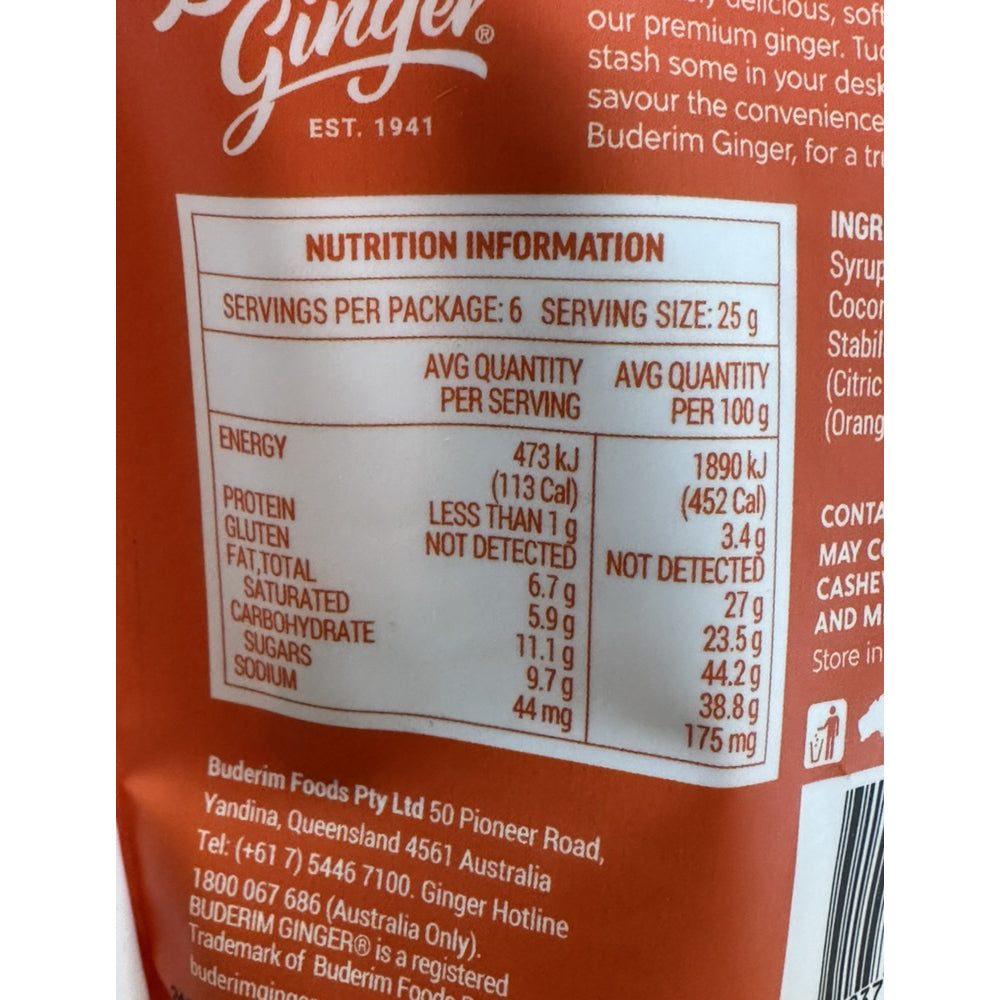 Ginger®
EST. 1941
delicious, soft
our premium ginger.
stash some in your desk
savour the convenience
Buderim Ginger, for a
NUTRITION INFORMATION
SERVINGS PER PACKAGE: 6 SERVING SIZE: 25 g
AVG QUANTITY PER SERVING AVG QUANTITY PER 100 g
ENERGY 473 kJ 1890 kJ
(113 Cal) (452 Cal)
PROTEIN LESS THAN 1 g 3.4 g
GLUTEN NOT DETECTED NOT DETECTED
FAT,TOTAL 6.7 g 27 g
SATURATED 5.9 g 23.5 g
CARBOHYDRATE 11.1 g 44.2 g
SUGARS 9.7 g 38.8 g
SODIUM 44 mg 175 mg
Buderim Foods Pty Ltd 50 Pioneer Road,
Yandina, Queensland 4561 Australia
Tel: (+61 7) 5446 7100. Ginger Hotline
1800 067 686 (Australia Only).
BUDERIM GINGER® is a registered
Trademark of Buderim Foods
INGR
Syrup
Stabil
(Citric
(Orang
CONTA
MAY
AND
Store in